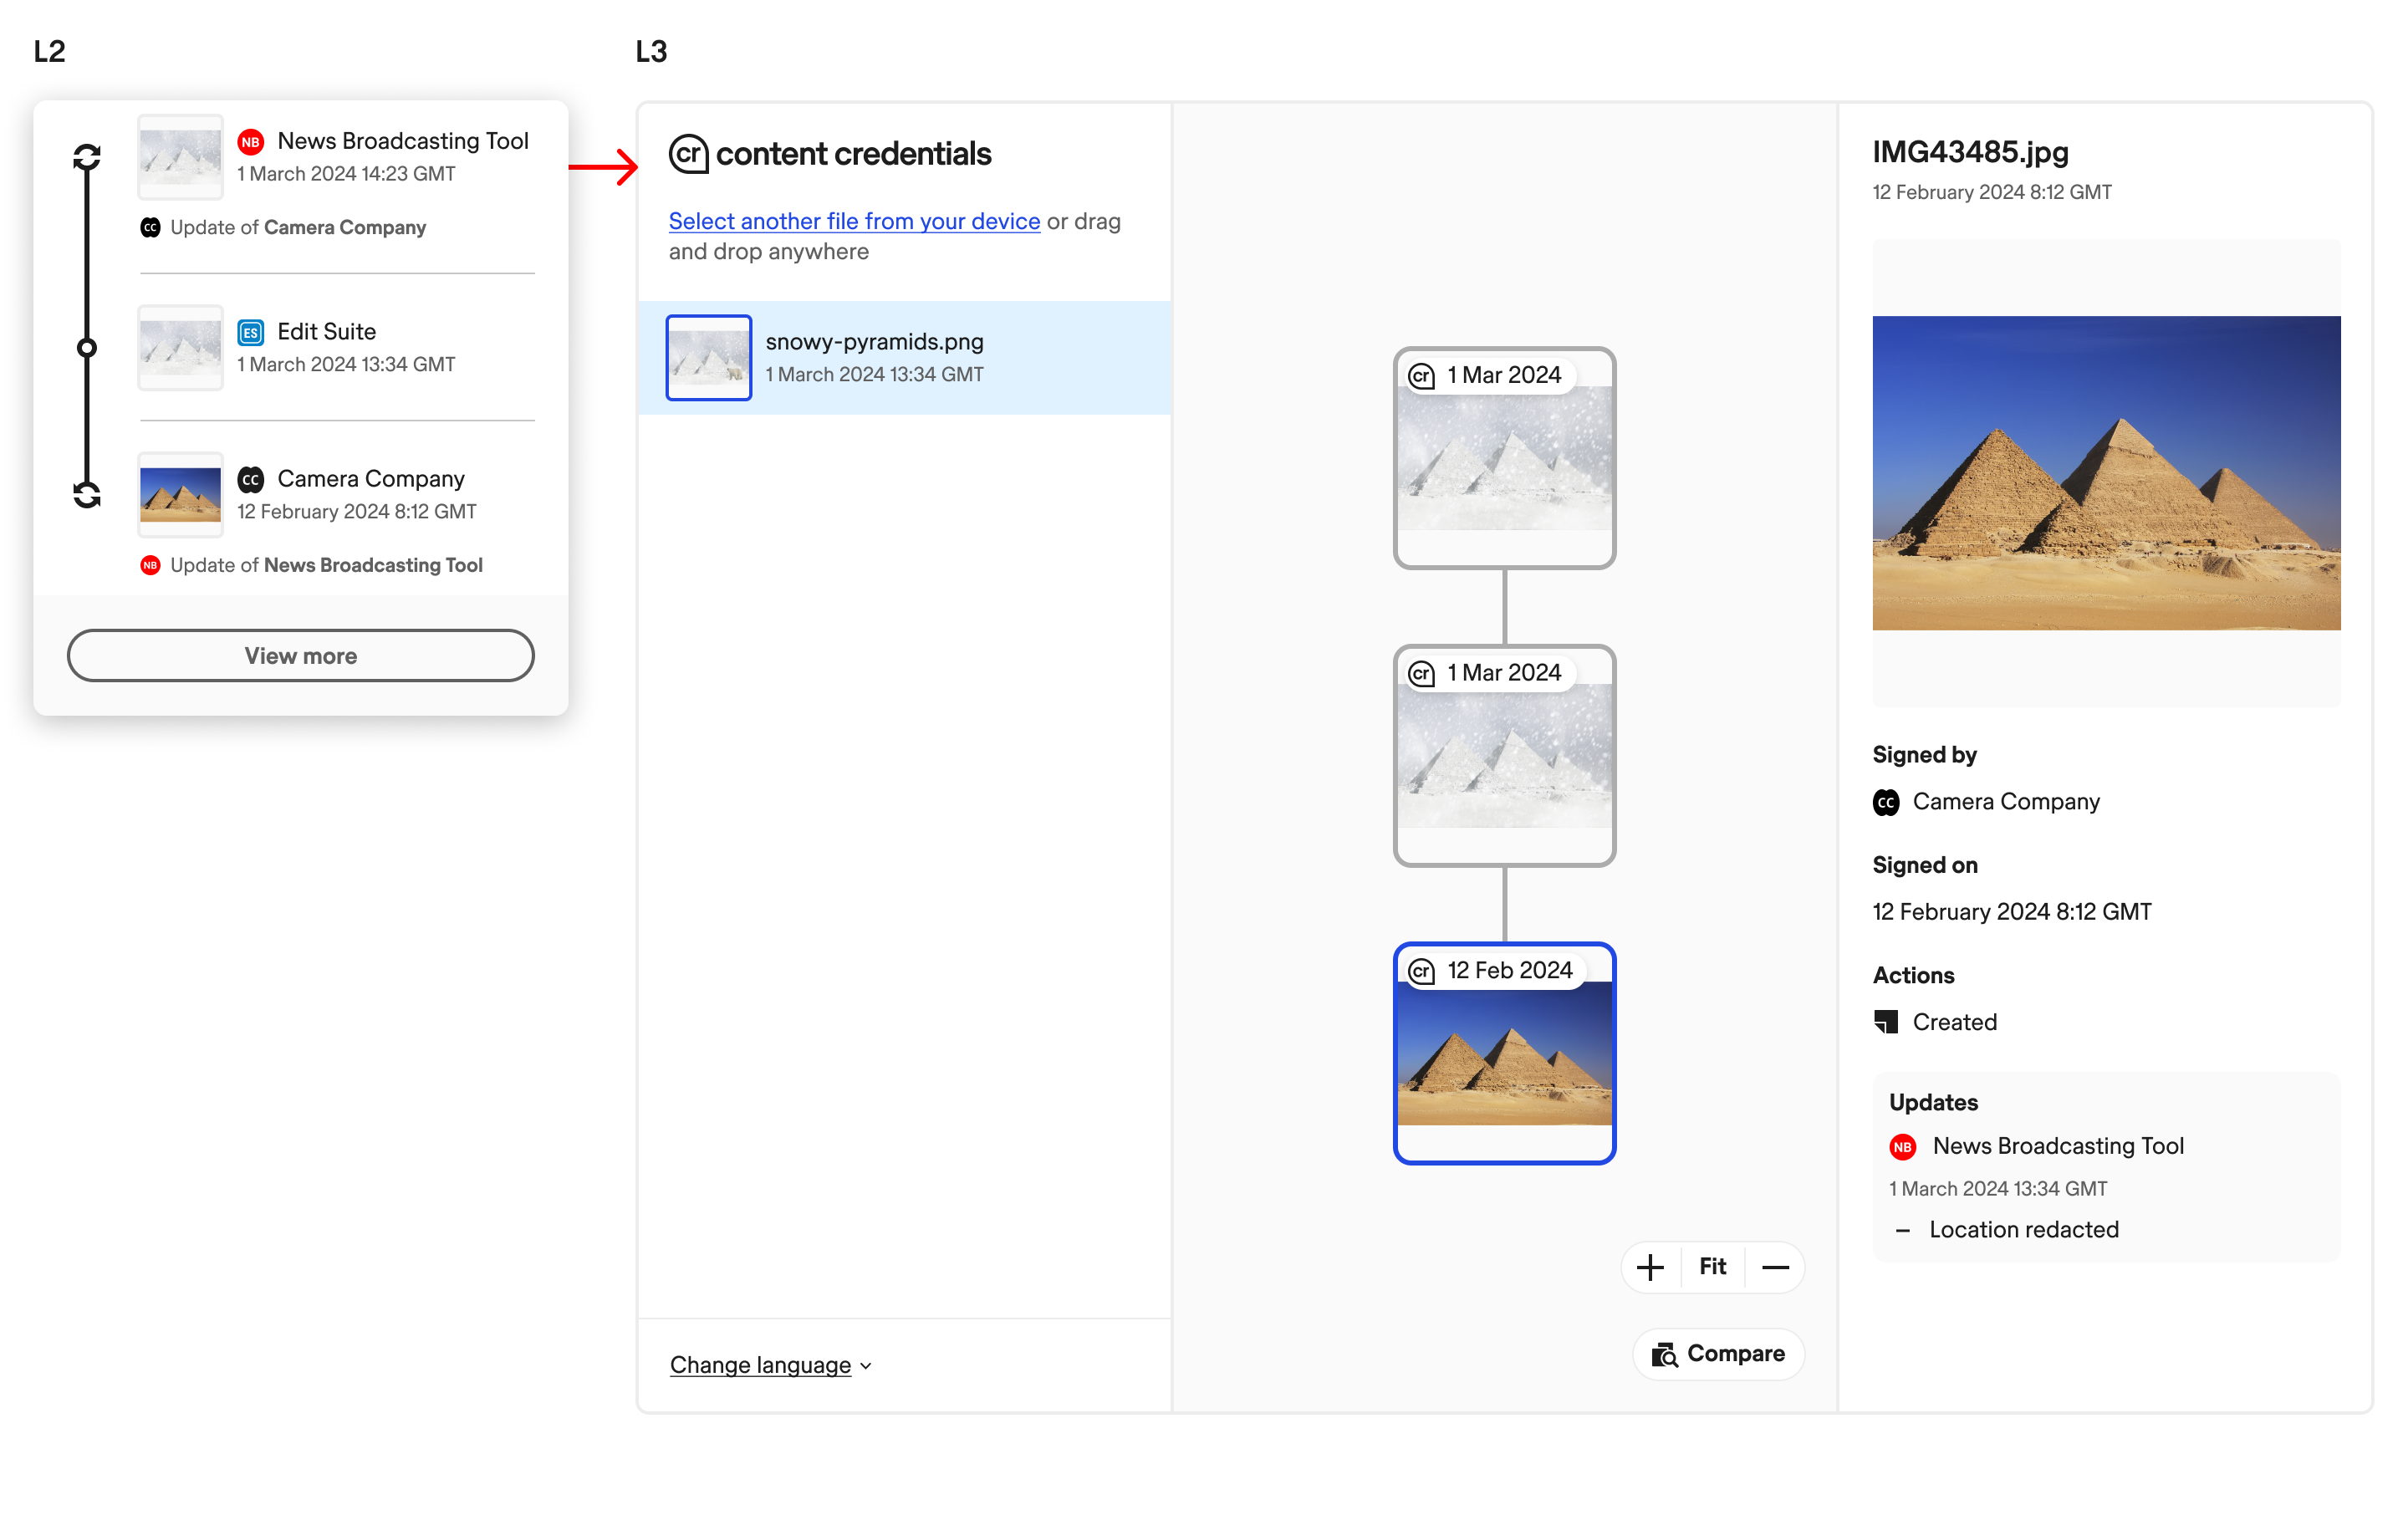 L2
NB News Broadcasting Tool
1 March 2024 14:23 GMT
CC Update of Camera Company
ES Edit Suite
1 March 2024 13:34 GMT
CC Camera Company
12 February 2024 8:12 GMT
NB Update of News Broadcasting Tool
View more
L3
cr content credentials
Select another file from your device or drag
and drop anywhere
snowy-pyramids.png
1 March 2024 13:34 GMT
Change language
cr 1 Mar 2024
cr 1 Mar 2024
cr 12 Feb 2024
Fit
Compare
IMG43485.jpg
12 February 2024 8:12 GMT
Signed by
CC Camera Company
Signed on
12 February 2024 8:12 GMT
Actions
Created
Updates
NB News Broadcasting Tool
1 March 2024 13:34 GMT
– Location redacted